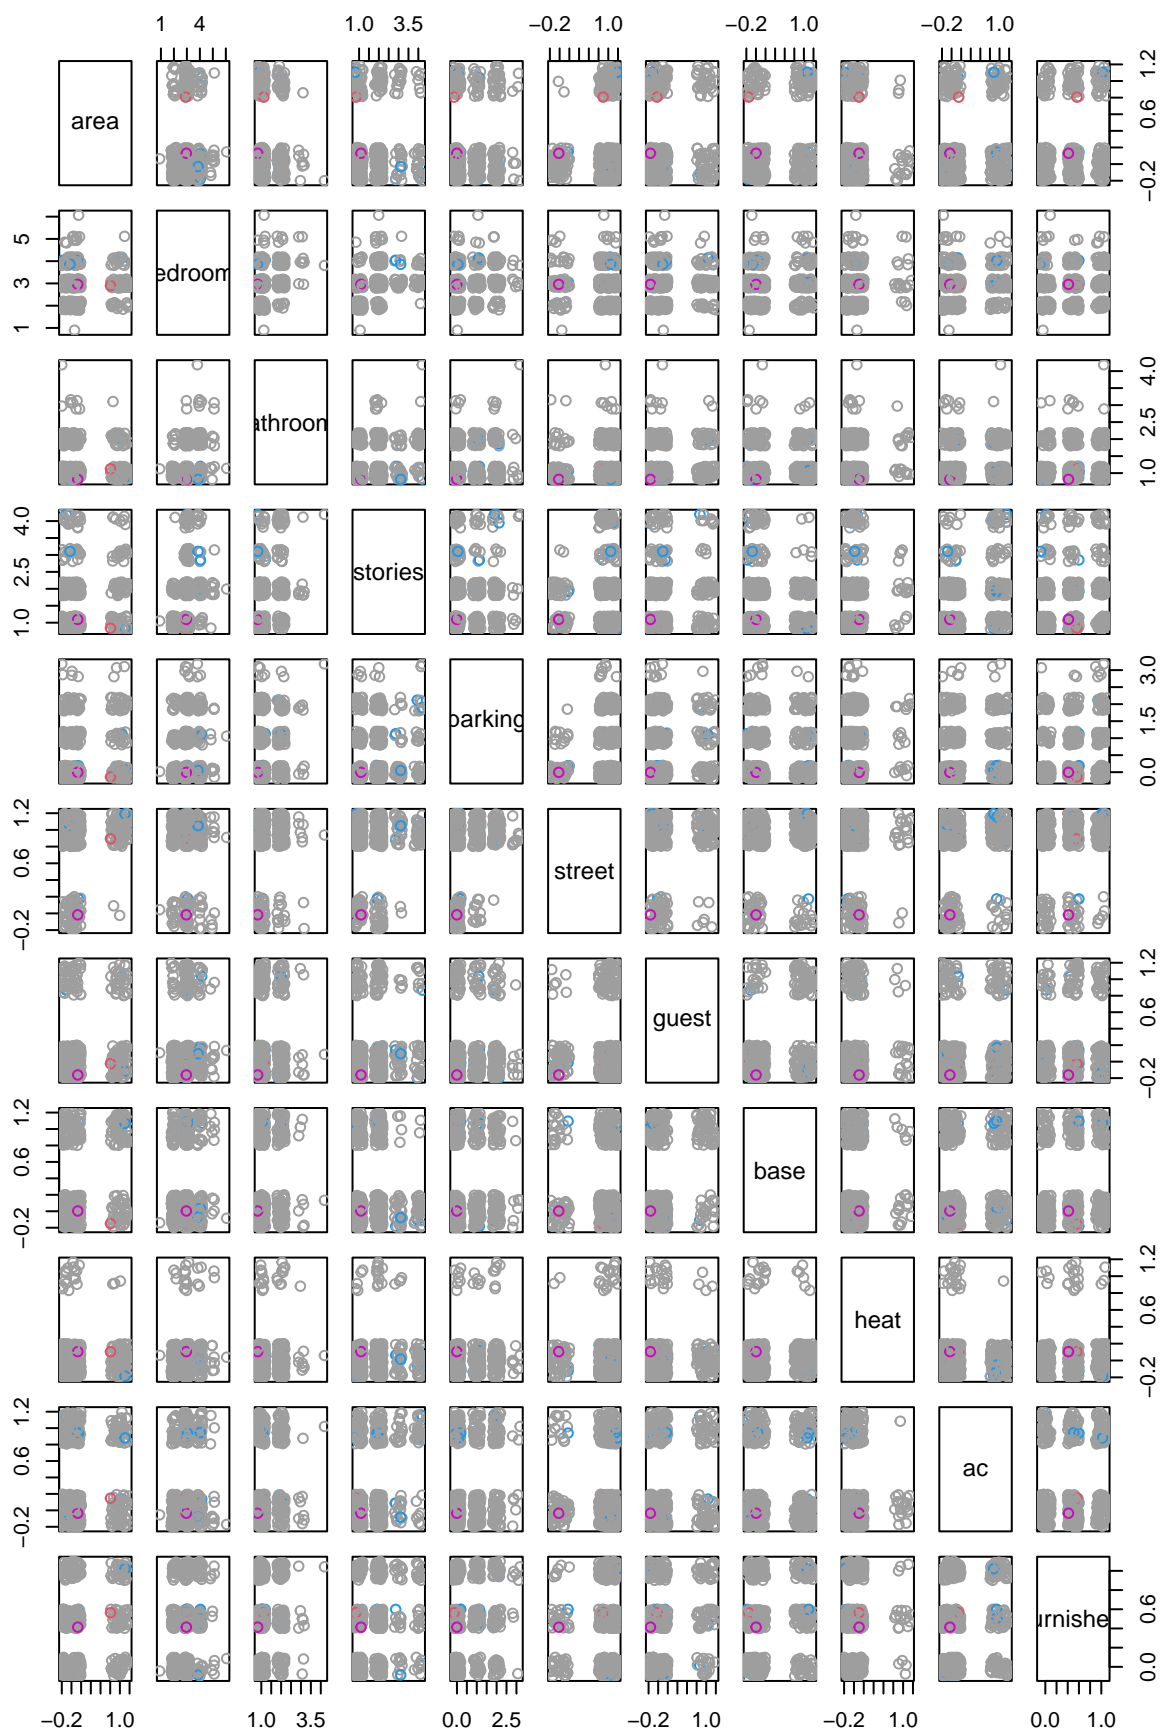 1 4 1.0 3.5 −0.2 1.0 −0.2 1.0 −0.2 1.0
area −0.2 0.6 1.2
1 3 5 edroom
athroom 1.0 2.5 4.0
1.0 2.5 4.0 stories
parking 0.0 1.5 3.0
−0.2 0.6 1.2 street
guest −0.2 0.6 1.2
−0.2 0.6 1.2 base
heat −0.2 0.6 1.2
−0.2 0.6 1.2 ac
urnishe 0.0 0.6
−0.2 1.0 1.0 3.5 0.0 2.5 −0.2 1.0 −0.2 1.0 0.0 1.0